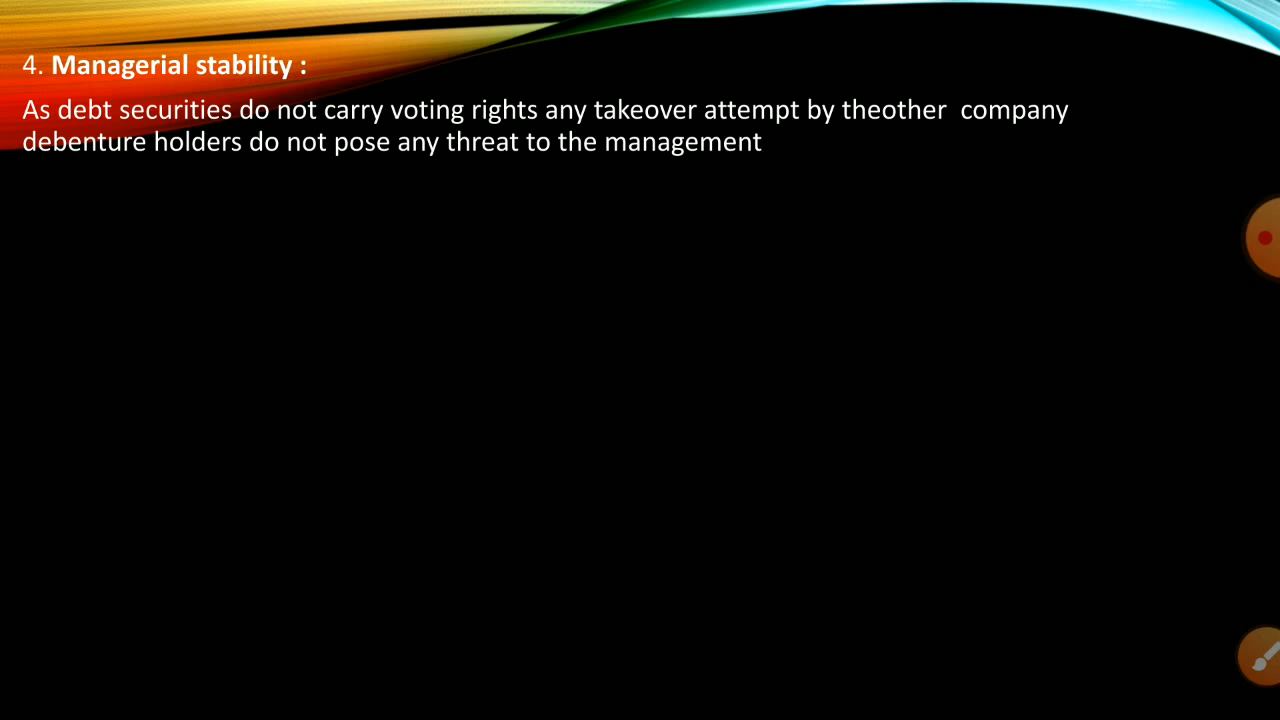 4. Managerial stability :
As debt securities do not carry voting rights any takeover attempt by theother  company
debenture holders do not pose any threat to the management